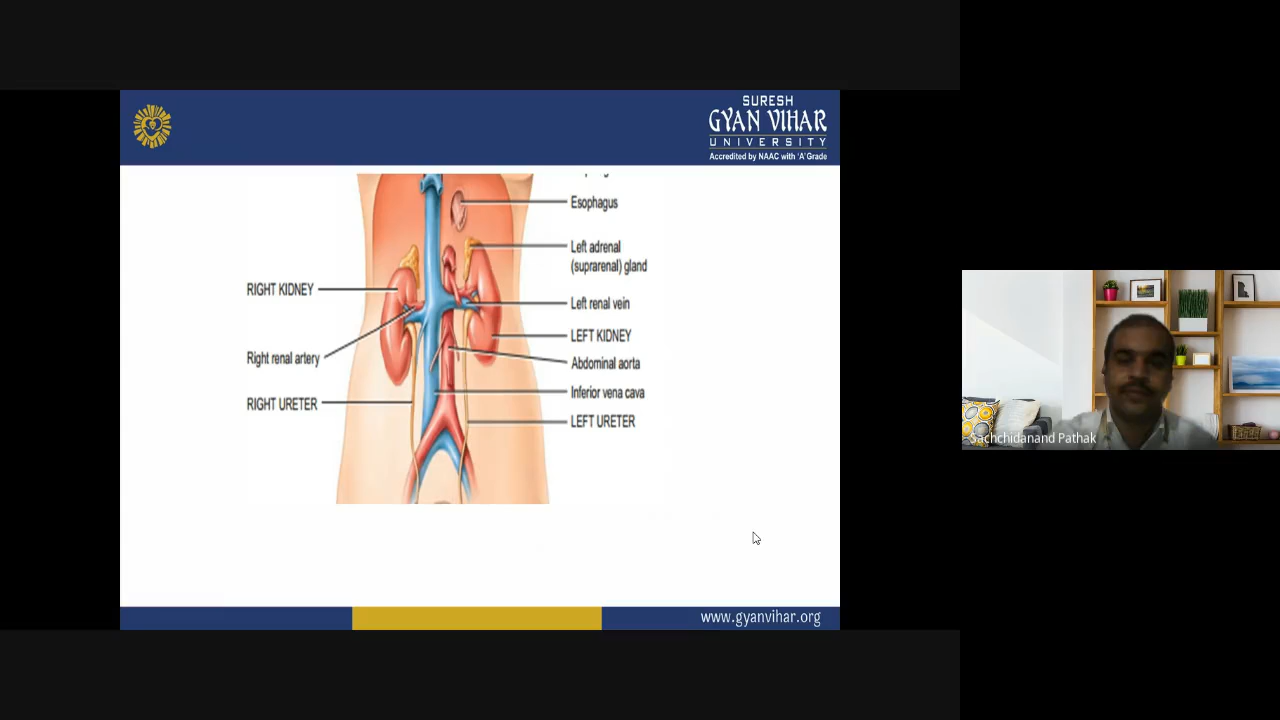 SURESH
GYAN VIHAR
UNIVERSITY
Accredited by NAAC with 'A' Grade
Esophagus
Left adrenal
(suprarenal) gland
RIGHT KIDNEY
Left renal vein
LEFT KIDNEY
Right renal artery
Abdominal aorta
Inferior vena cava
RIGHT URETER
LEFT URETER
Sachchidanand Pathak
www.gyanvihar.org